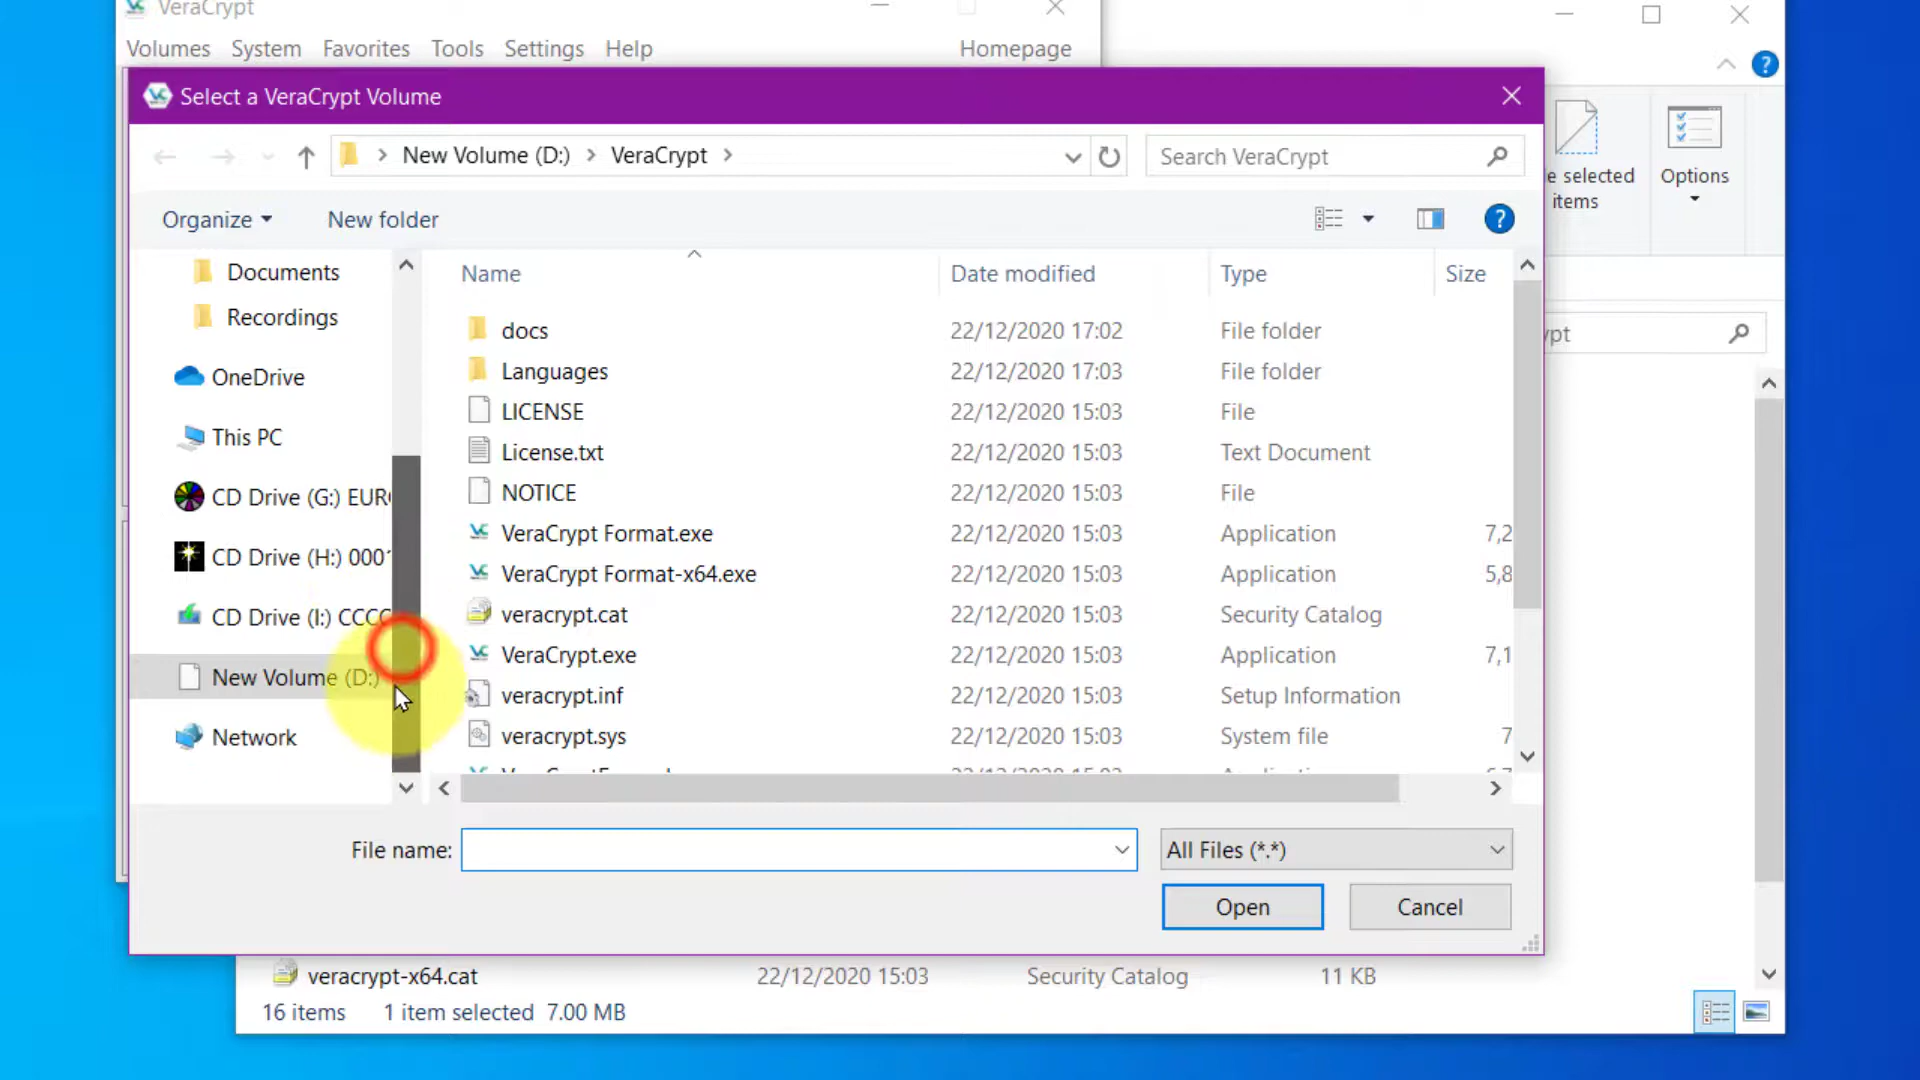 VeraCrypt
Volumes System Favorites Tools Settings Help Homepage
Select a VeraCrypt Volume
New Volume (D:) VeraCrypt
Search VeraCrypt
selected
items
Options
Organize New folder
Name Date modified Type Size
Documents
Recordings
OneDrive
This PC
CD Drive (G:)
CD Drive (H:)
CD Drive (I:)
New Volume (D:)
Network
docs 22/12/2020 17:02 File folder
Languages 22/12/2020 17:03 File folder
LICENSE 22/12/2020 15:03 File
License.txt 22/12/2020 15:03 Text Document
NOTICE 22/12/2020 15:03 File
VeraCrypt Format.exe 22/12/2020 15:03 Application 7,2
VeraCrypt Format-x64.exe 22/12/2020 15:03 Application 5,8
veracrypt.cat 22/12/2020 15:03 Security Catalog
VeraCrypt.exe 22/12/2020 15:03 Application 7,1
veracrypt.inf 22/12/2020 15:03 Setup Information
veracrypt.sys 22/12/2020 15:03 System file 7
File name:
All Files (*.*)
Open Cancel
veracrypt-x64.cat 22/12/2020 15:03 Security Catalog 11 KB
16 items 1 item selected 7.00 MB